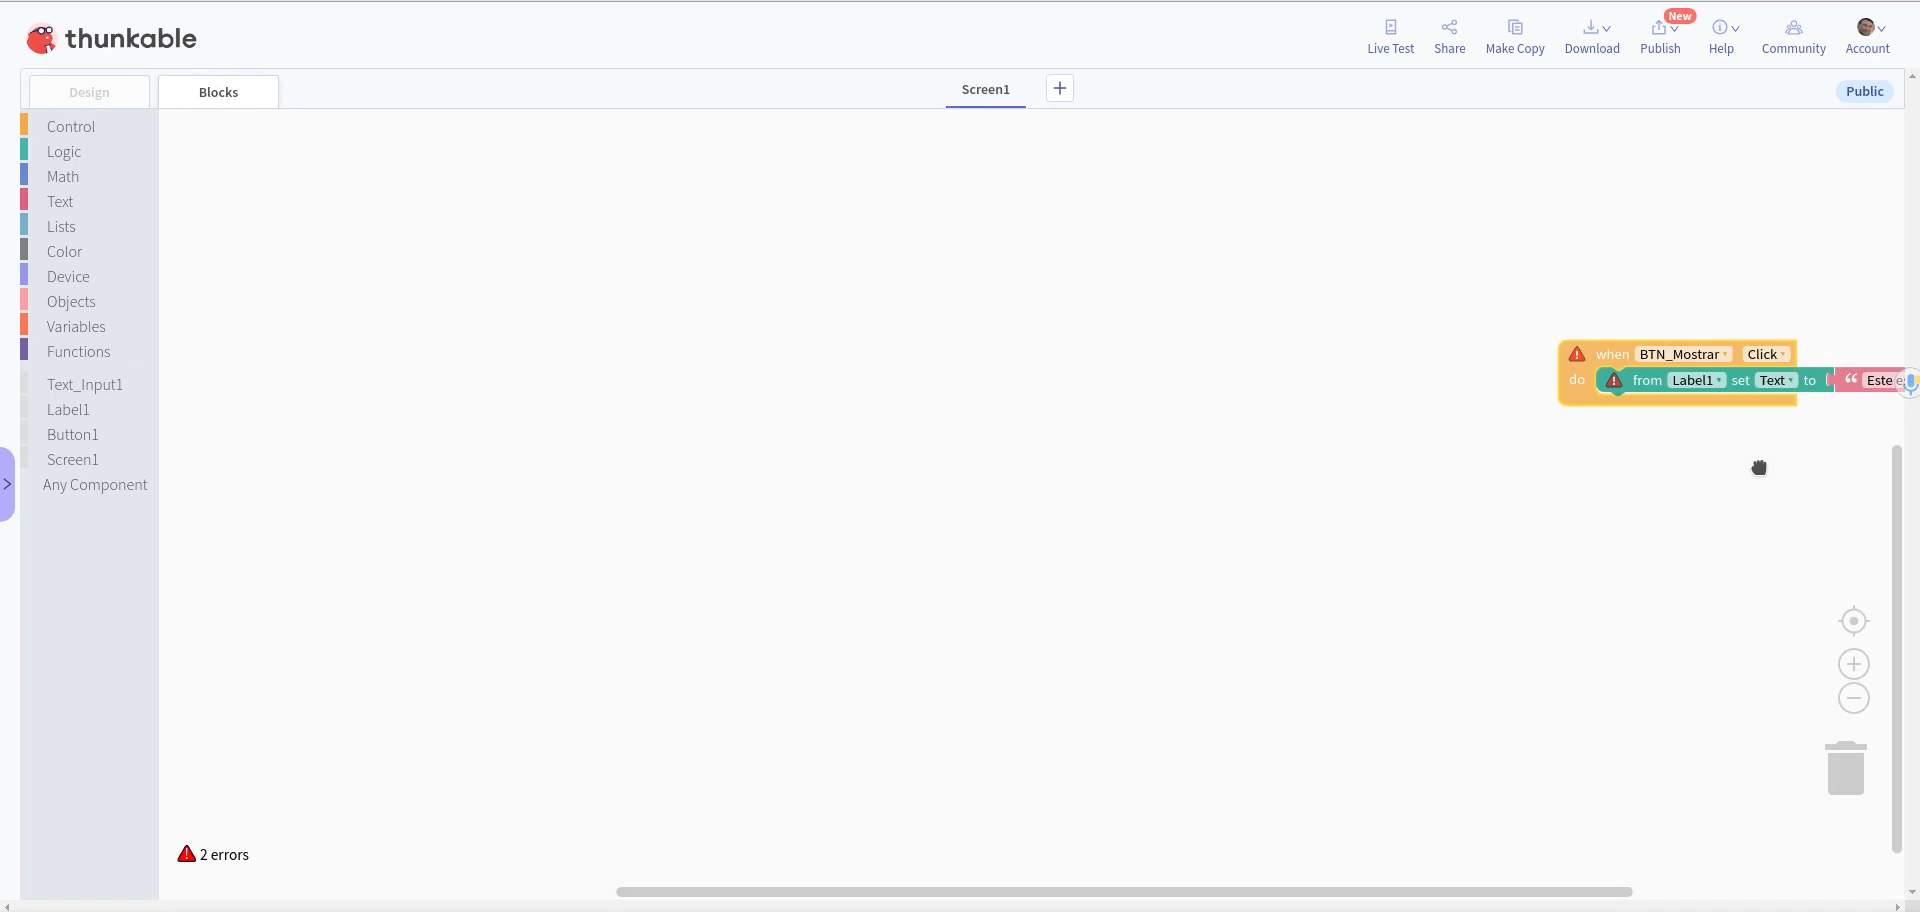 thunkable
Live Test
Share
Make Copy
Download
New
Publish
Help
Community
Account
Design
Blocks
Screen1
Public
Control
Logic
Math
Text
Lists
Color
Device
Objects
Variables
Functions
Text_Input1
Label1
Button1
Screen1
Any Component
when BTN_Mostrar Click
do from Label1 set Text to “ Este
2 errors